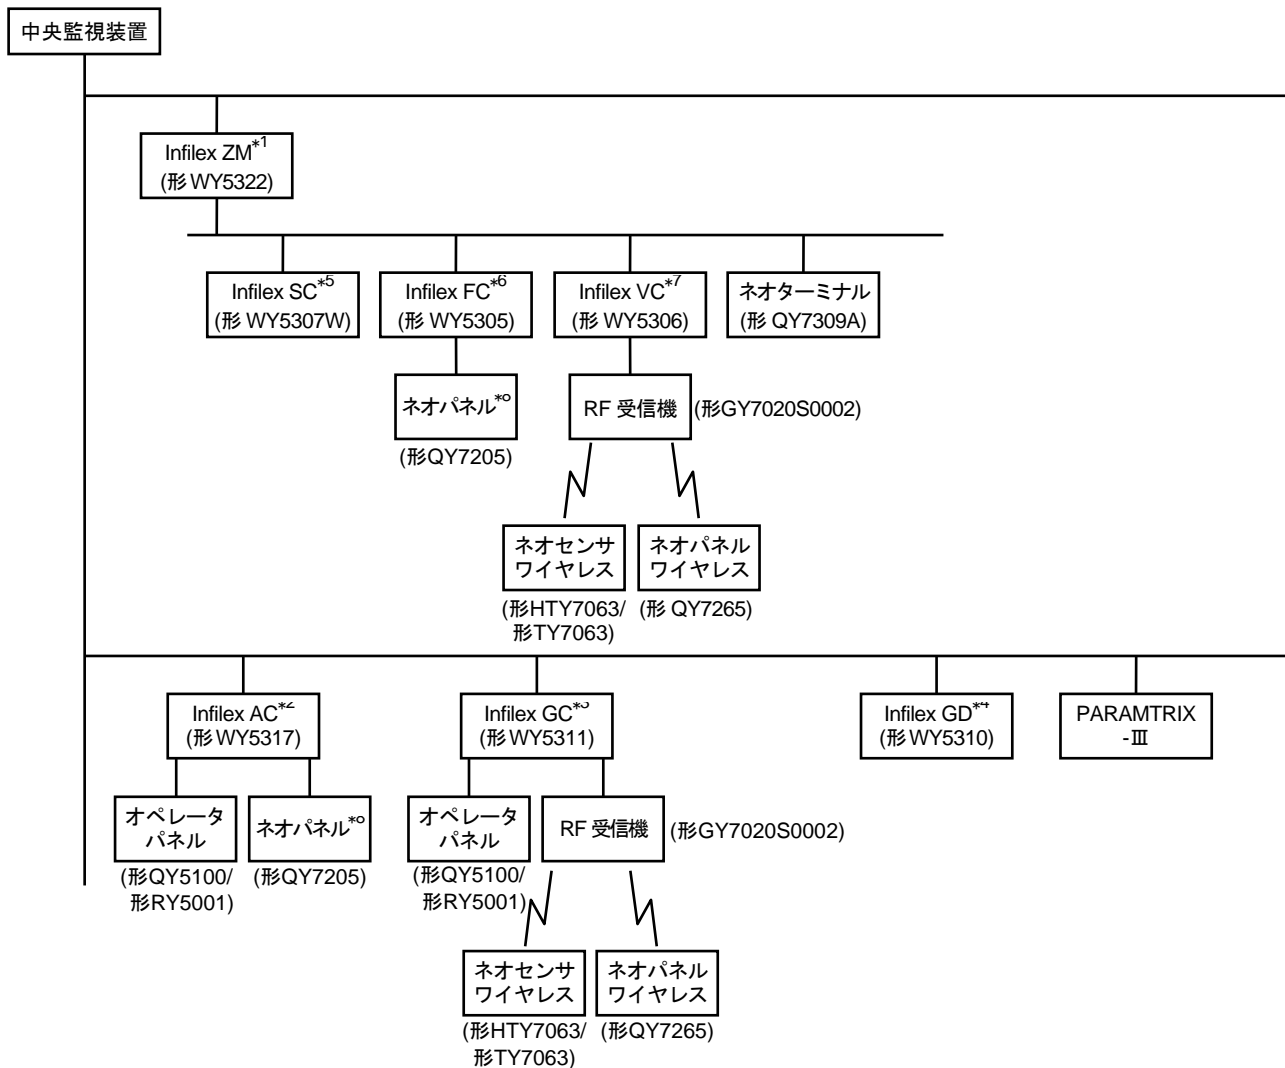 中央監視装置
Infilex ZM*1
(形 WY5322)
Infilex SC*5
(形 WY5307W)
Infilex FC*6
(形 WY5305)
Infilex VC*7
(形 WY5306)
ネオターミナル
(形 QY7309A)
ネオパネル
(形QY7205)
RF 受信機
(形GY7020S0002)
ネオセンサ
ワイヤレス
(形HTY7063/
形TY7063)
ネオパネル
ワイヤレス
(形 QY7265)
Infilex AC*2
(形 WY5317)
Infilex GC*3
(形 WY5311)
Infilex GD*4
(形 WY5310)
PARAMTRIX
-Ⅲ
オペレータ
パネル
(形QY5100/
形RY5001)
ネオパネル
(形QY7205)
オペレータ
パネル
(形QY5100/
形RY5001)
RF 受信機
(形GY7020S0002)
ネオセンサ
ワイヤレス
(形HTY7063/
形TY7063)
ネオパネル
ワイヤレス
(形QY7265)